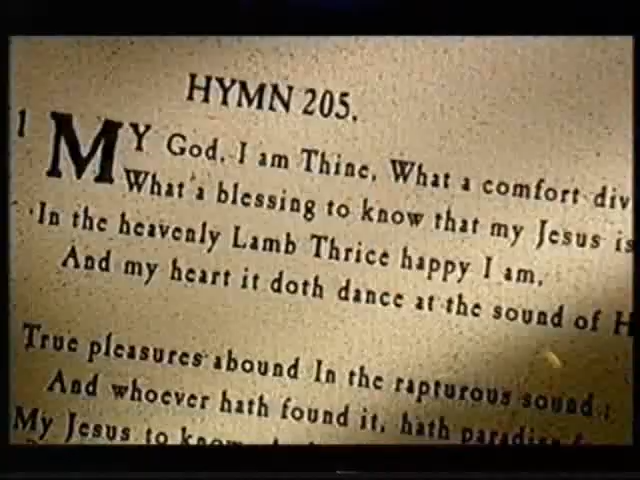 HYMN 205.
1 MY God, I am Thine, What a comfort div
What a blessing to know that my Jesus is
In the heavenly Lamb Thrice happy I am,
And my heart it doth dance at the sound of H
True pleasures abound In the rapturous sound
And whoever hath found it, hath paradise
My Jesus to know